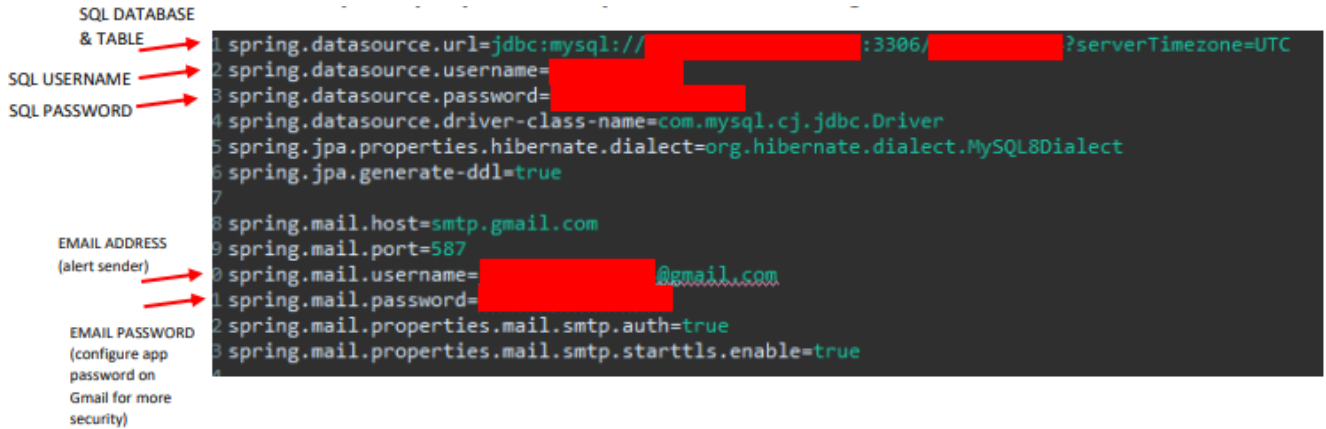 SQL DATABASE
& TABLE
SQL USERNAME
SQL PASSWORD
1 spring.datasource.url=jdbc:mysql:// :3306/ ?serverTimezone=UTC
2 spring.datasource.username=
3 spring.datasource.password=
4 spring.datasource.driver-class-name=com.mysql.cj.jdbc.Driver
5 spring.jpa.properties.hibernate.dialect=org.hibernate.dialect.MySQL8Dialect
6 spring.jpa.generate-ddl=true
7
8 spring.mail.host=smtp.gmail.com
9 spring.mail.port=587
EMAIL ADDRESS
(alert sender)
0 spring.mail.username= @gmail.com
1 spring.mail.password=
2 spring.mail.properties.mail.smtp.auth=true
3 spring.mail.properties.mail.smtp.starttls.enable=true
EMAIL PASSWORD
(configure app
password on
Gmail for more
security)